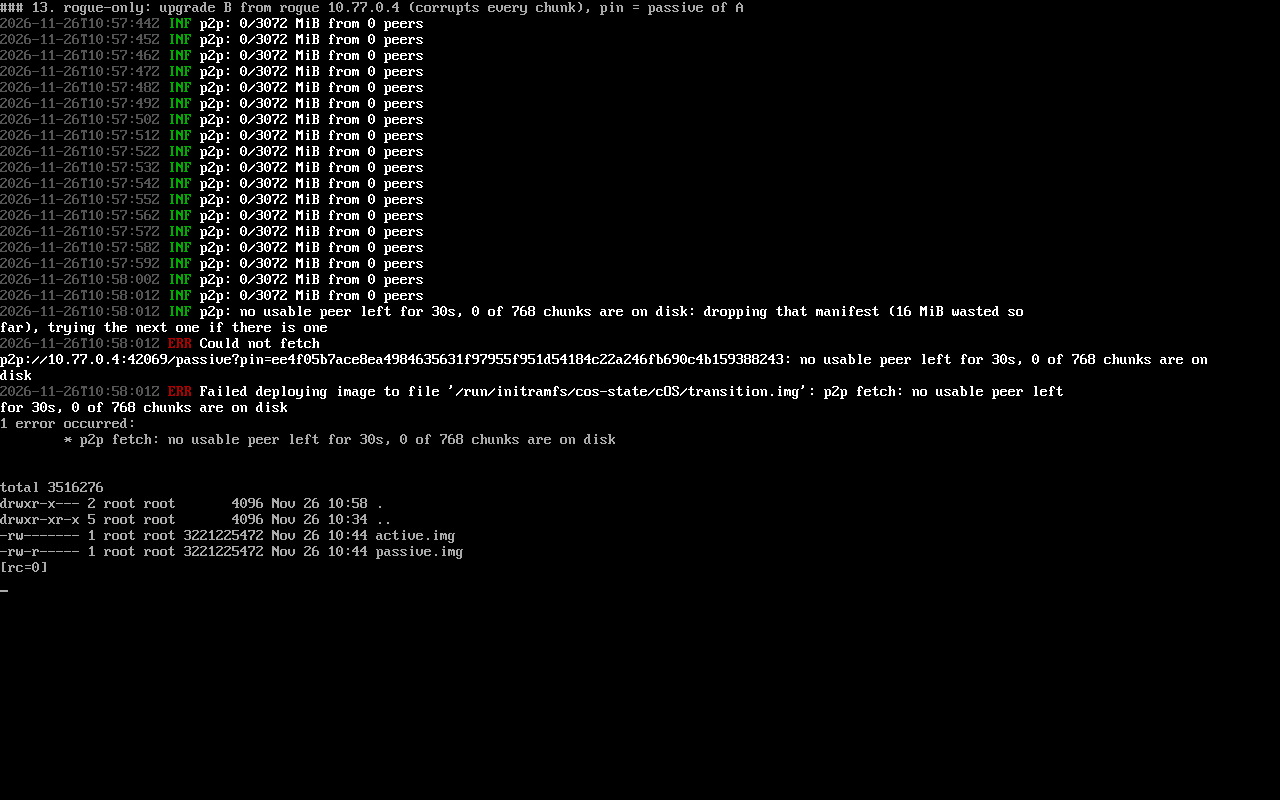 ### 13. rogue-only: upgrade B from rogue 10.77.0.4 (corrupts every chunk), pin = passive of A
2026-11-26T10:57:44Z INF p2p: 0/3072 MiB from 0 peers
2026-11-26T10:57:45Z INF p2p: 0/3072 MiB from 0 peers
2026-11-26T10:57:46Z INF p2p: 0/3072 MiB from 0 peers
2026-11-26T10:57:47Z INF p2p: 0/3072 MiB from 0 peers
2026-11-26T10:57:48Z INF p2p: 0/3072 MiB from 0 peers
2026-11-26T10:57:49Z INF p2p: 0/3072 MiB from 0 peers
2026-11-26T10:57:50Z INF p2p: 0/3072 MiB from 0 peers
2026-11-26T10:57:51Z INF p2p: 0/3072 MiB from 0 peers
2026-11-26T10:57:52Z INF p2p: 0/3072 MiB from 0 peers
2026-11-26T10:57:53Z INF p2p: 0/3072 MiB from 0 peers
2026-11-26T10:57:54Z INF p2p: 0/3072 MiB from 0 peers
2026-11-26T10:57:55Z INF p2p: 0/3072 MiB from 0 peers
2026-11-26T10:57:56Z INF p2p: 0/3072 MiB from 0 peers
2026-11-26T10:57:57Z INF p2p: 0/3072 MiB from 0 peers
2026-11-26T10:57:58Z INF p2p: 0/3072 MiB from 0 peers
2026-11-26T10:57:59Z INF p2p: 0/3072 MiB from 0 peers
2026-11-26T10:58:00Z INF p2p: 0/3072 MiB from 0 peers
2026-11-26T10:58:01Z INF p2p: 0/3072 MiB from 0 peers
2026-11-26T10:58:01Z INF p2p: no usable peer left for 30s, 0 of 768 chunks are on disk: dropping that manifest (16 MiB wasted so
far), trying the next one if there is one
2026-11-26T10:58:01Z ERR Could not fetch
p2p://10.77.0.4:42069/passive?pin=ee4f05b7ace8ea4984635631f97955f951d54184c22a246fb690c4b159388243: no usable peer left for 30s, 0 of 768 chunks are on
disk
2026-11-26T10:58:01Z ERR Failed deploying image to file '/run/initramfs/cos-state/cOS/transition.img': p2p fetch: no usable peer left
for 30s, 0 of 768 chunks are on disk
1 error occurred:
        * p2p fetch: no usable peer left for 30s, 0 of 768 chunks are on disk
total 3516276
drwxr-x--- 2 root root       4096 Nov 26 10:58 .
drwxr-xr-x 5 root root       4096 Nov 26 10:34 ..
-rw------- 1 root root 3221225472 Nov 26 10:44 active.img
-rw-r----- 1 root root 3221225472 Nov 26 10:44 passive.img
[rc=0]
_